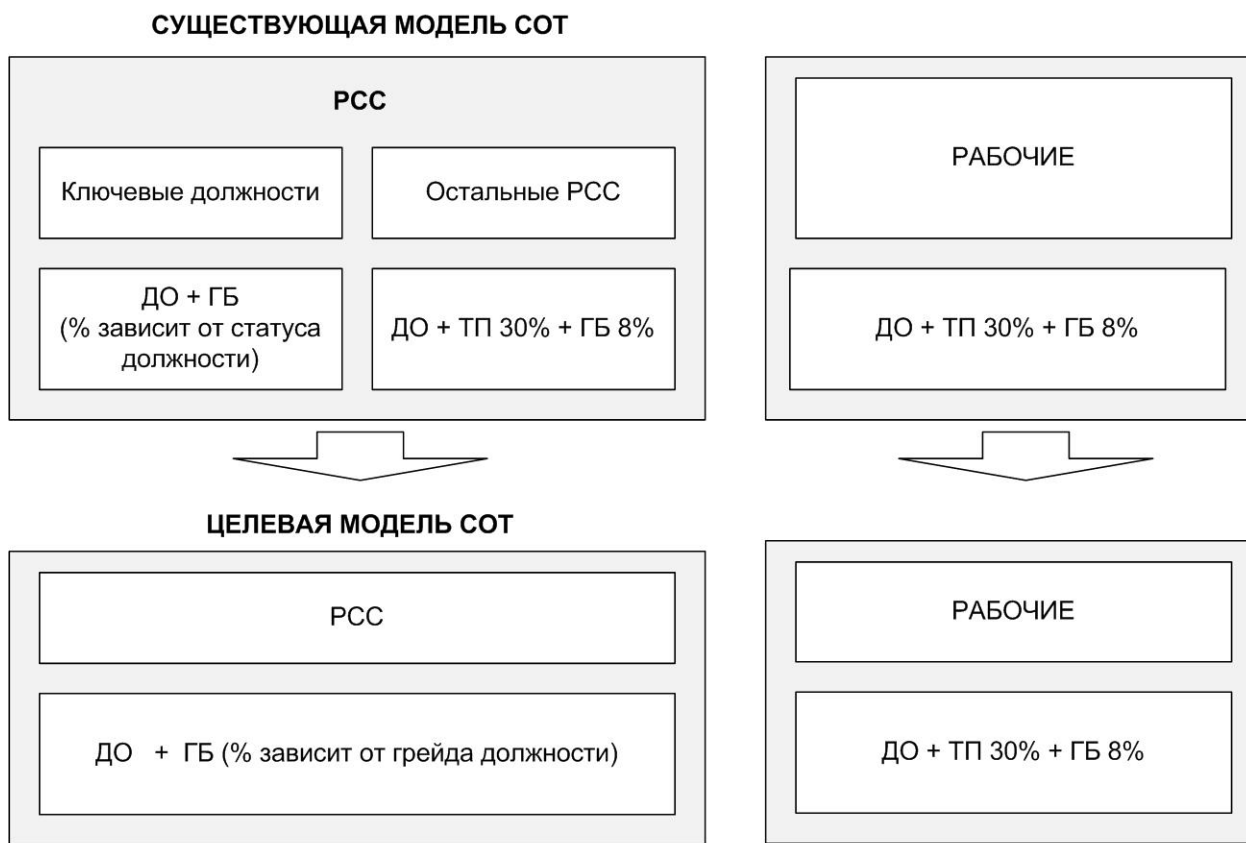 СУЩЕСТВУЮЩАЯ МОДЕЛЬ СОТ
РСС
Ключевые должности
Остальные РСС
ДО + ГБ
(% зависит от статуса
должности)
ДО + ТП 30% + ГБ 8%
РАБОЧИЕ
ДО + ТП 30% + ГБ 8%
ЦЕЛЕВАЯ МОДЕЛЬ СОТ
РСС
ДО + ГБ (% зависит от грейда должности)
РАБОЧИЕ
ДО + ТП 30% + ГБ 8%